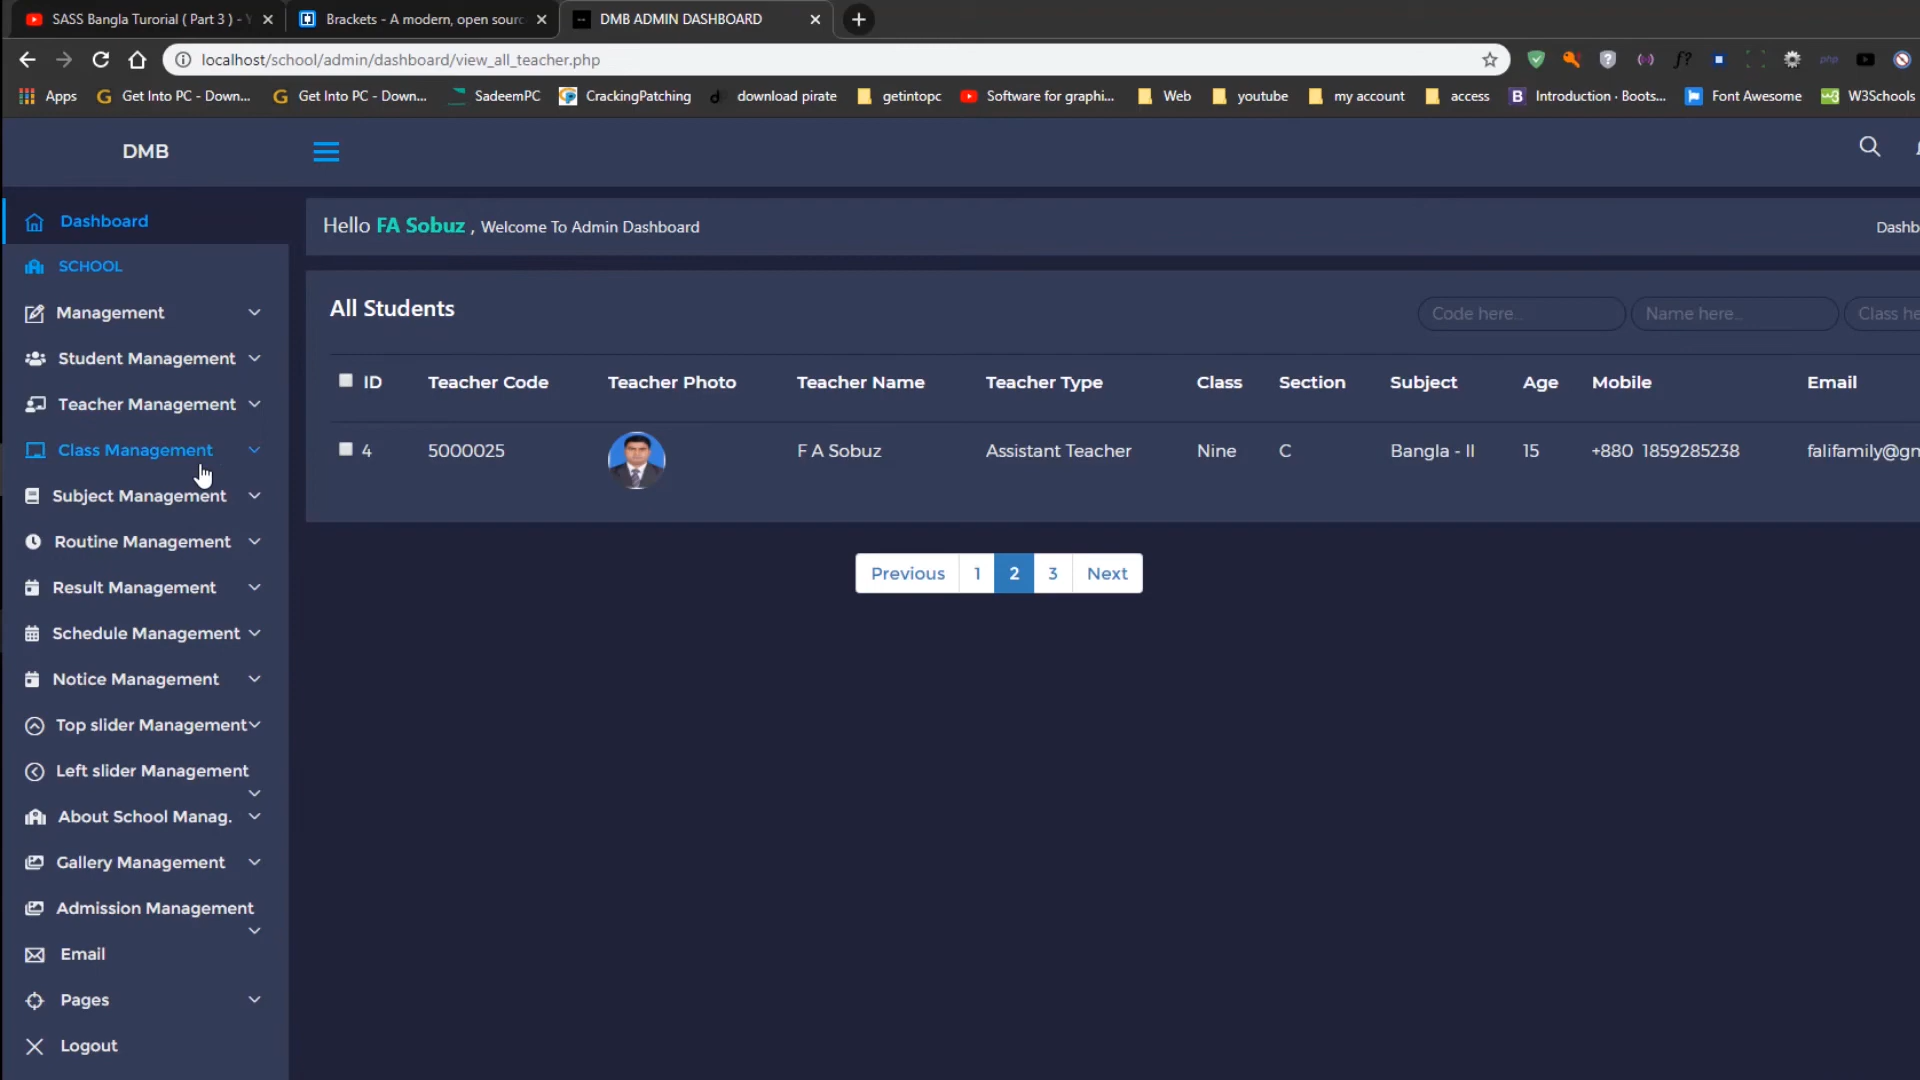 SASS Bangla Turorial ( Part 3 ) -
Brackets - A modern, open sourc
DMB ADMIN DASHBOARD
localhost/school/admin/dashboard/view_all_teacher.php
Apps
Get Into PC - Down...
Get Into PC - Down...
SadeemPC
CrackingPatching
download pirate
getintopc
Software for graphi...
Web
youtube
my account
access
B
Introduction · Boots...
Font Awesome
W3Schools
DMB
Hello FA Sobuz , Welcome To Admin Dashboard
Dashb
Dashboard
SCHOOL
Management
Student Management
Teacher Management
Class Management
Subject Management
Routine Management
Result Management
Schedule Management
Notice Management
Top slider Management
Left slider Management
About School Manag.
Gallery Management
Admission Management
Email
Pages
Logout
All Students
Code here..
Name here..
Class he
ID Teacher Code Teacher Photo Teacher Name Teacher Type Class Section Subject Age Mobile Email
4 5000025 F A Sobuz Assistant Teacher Nine C Bangla - II 15 +880 1859285238 falifamily@gm
Previous 1 2 3 Next